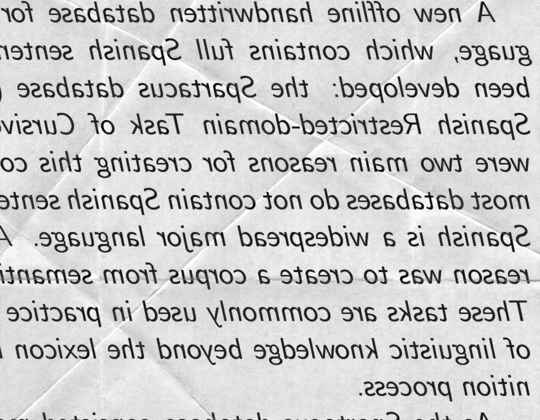 A new offline handwritten database for
guage, which contains full Spanish senten
been developed: the Spartacus database (
Spanish Restricted-domain Task of Cursiv
were two main reasons for creating this co
most databases do not contain Spanish sente
Spanish is a widespread major language. A
reason was to create a corpus from semanti
These tasks are commonly used in practice
of linguistic knowledge beyond the lexicon
nition process.
As the Spartacus database consisted